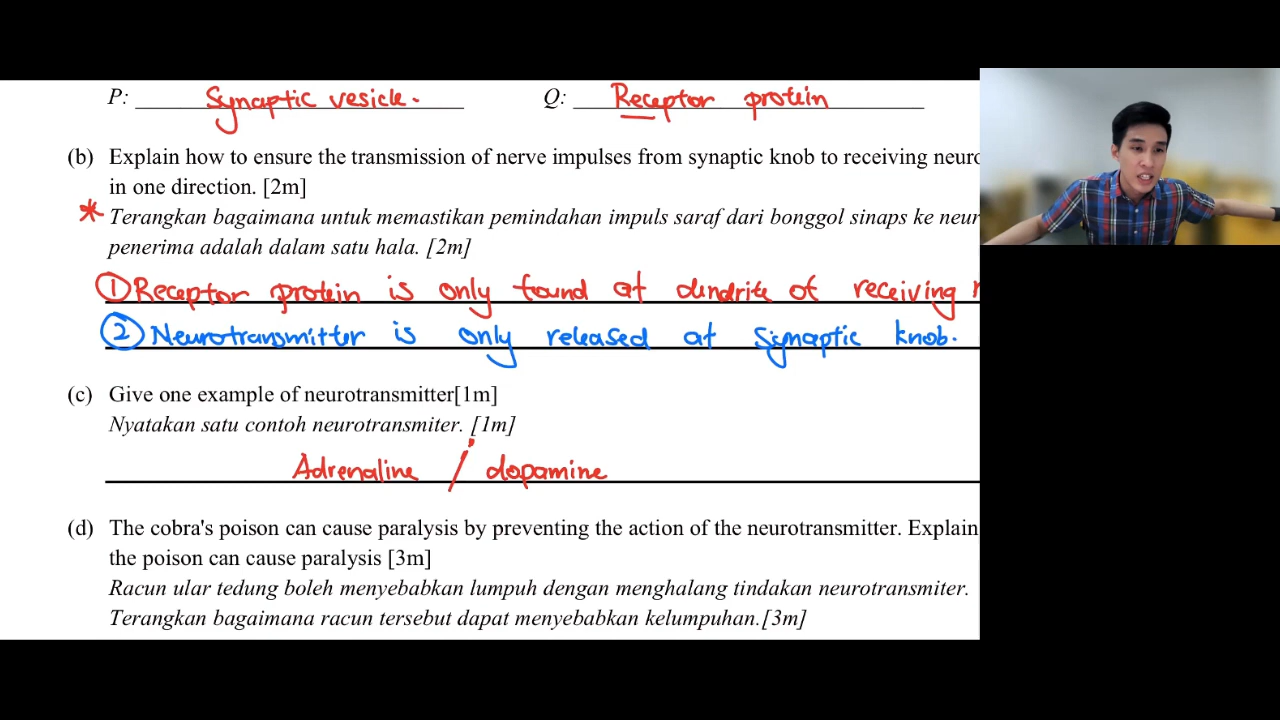 P: Synaptic vesicle. Q: Receptor protein
(b) Explain how to ensure the transmission of nerve impulses from synaptic knob to receiving neuro
in one direction. [2m]
* Terangkan bagaimana untuk memastikan pemindahan impuls saraf dari bonggol sinaps ke neur
penerima adalah dalam satu hala. [2m]
① Receptor protein is only found at dendrite of receiving
② Neurotransmitter is only released at synaptic knob.
(c) Give one example of neurotransmitter[1m]
Nyatakan satu contoh neurotransmiter. [1m]
Adrenaline / dopamine
(d) The cobra's poison can cause paralysis by preventing the action of the neurotransmitter. Explain
the poison can cause paralysis [3m]
Racun ular tedung boleh menyebabkan lumpuh dengan menghalang tindakan neurotransmiter.
Terangkan bagaimana racun tersebut dapat menyebabkan kelumpuhan.[3m]